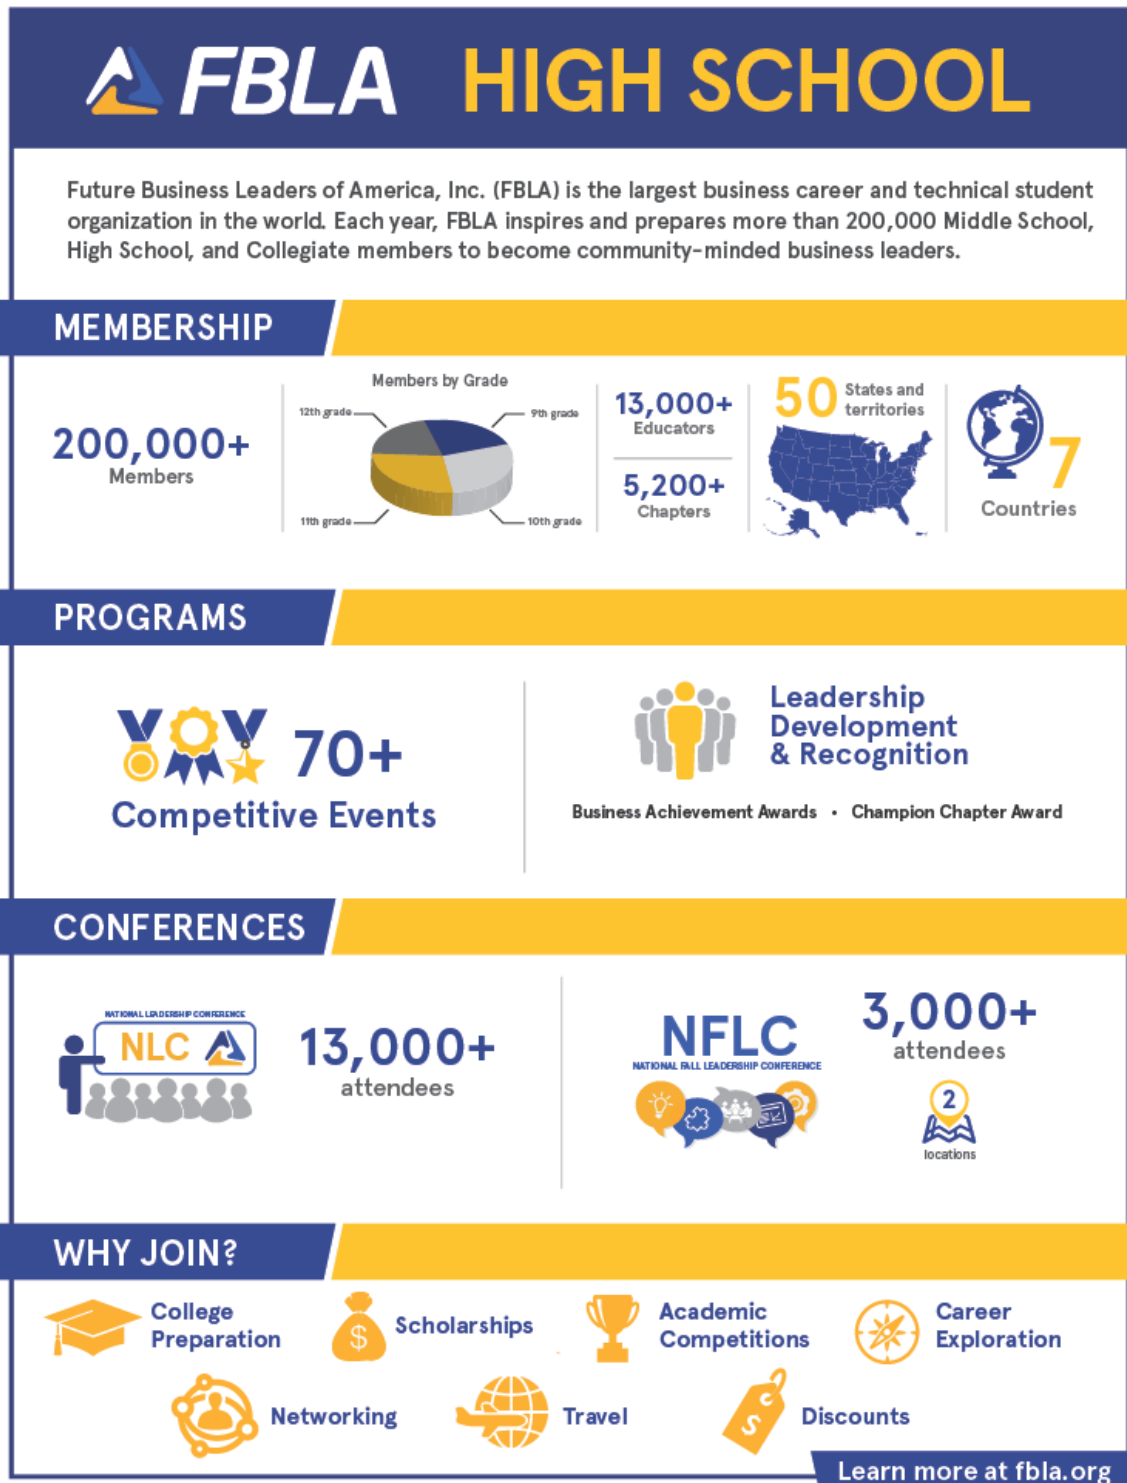 FBLA HIGH SCHOOL
Future Business Leaders of America, Inc. (FBLA) is the largest business career and technical student
organization in the world. Each year, FBLA inspires and prepares more than 200,000 Middle School,
High School, and Collegiate members to become community-minded business leaders.
MEMBERSHIP
200,000+
Members
Members by Grade
12th grade
9th grade
11th grade
10th grade
13,000+
Educators
5,200+
Chapters
50
States and
territories
7
Countries
PROGRAMS
70+
Competitive Events
Leadership
Development
& Recognition
Business Achievement Awards • Champion Chapter Award
CONFERENCES
NATIONAL LEADERSHIP CONFERENCE
NLC
13,000+
attendees
NFLC
NATIONAL FALL LEADERSHIP CONFERENCE
3,000+
attendees
2
locations
WHY JOIN?
College
Preparation
$
Scholarships
Academic
Competitions
Career
Exploration
Networking
Travel
$
Discounts
Learn more at fbla.org